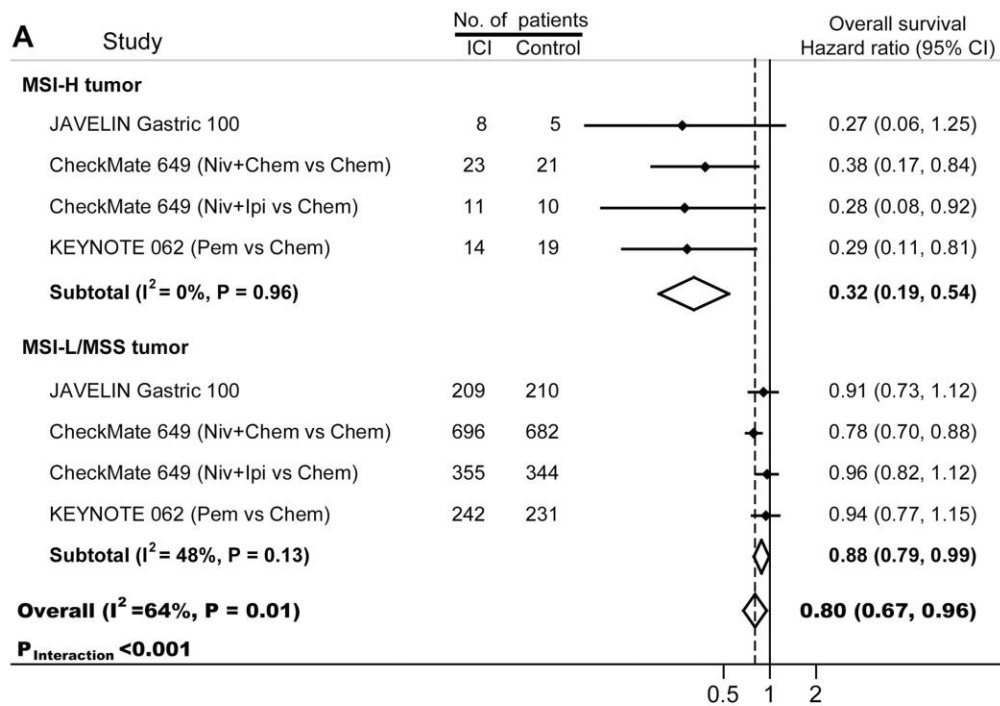 A Study No. of patients Overall survival
ICI Control Hazard ratio (95% CI)
MSI-H tumor
JAVELIN Gastric 100 8 5 0.27 (0.06, 1.25)
CheckMate 649 (Niv+Chem vs Chem) 23 21 0.38 (0.17, 0.84)
CheckMate 649 (Niv+Ipi vs Chem) 11 10 0.28 (0.08, 0.92)
KEYNOTE 062 (Pem vs Chem) 14 19 0.29 (0.11, 0.81)
Subtotal (I² = 0%, P = 0.96) 0.32 (0.19, 0.54)
MSI-L/MSS tumor
JAVELIN Gastric 100 209 210 0.91 (0.73, 1.12)
CheckMate 649 (Niv+Chem vs Chem) 696 682 0.78 (0.70, 0.88)
CheckMate 649 (Niv+Ipi vs Chem) 355 344 0.96 (0.82, 1.12)
KEYNOTE 062 (Pem vs Chem) 242 231 0.94 (0.77, 1.15)
Subtotal (I² = 48%, P = 0.13) 0.88 (0.79, 0.99)
Overall (I² =64%, P = 0.01) 0.80 (0.67, 0.96)
PInteraction <0.001
0.5 1 2